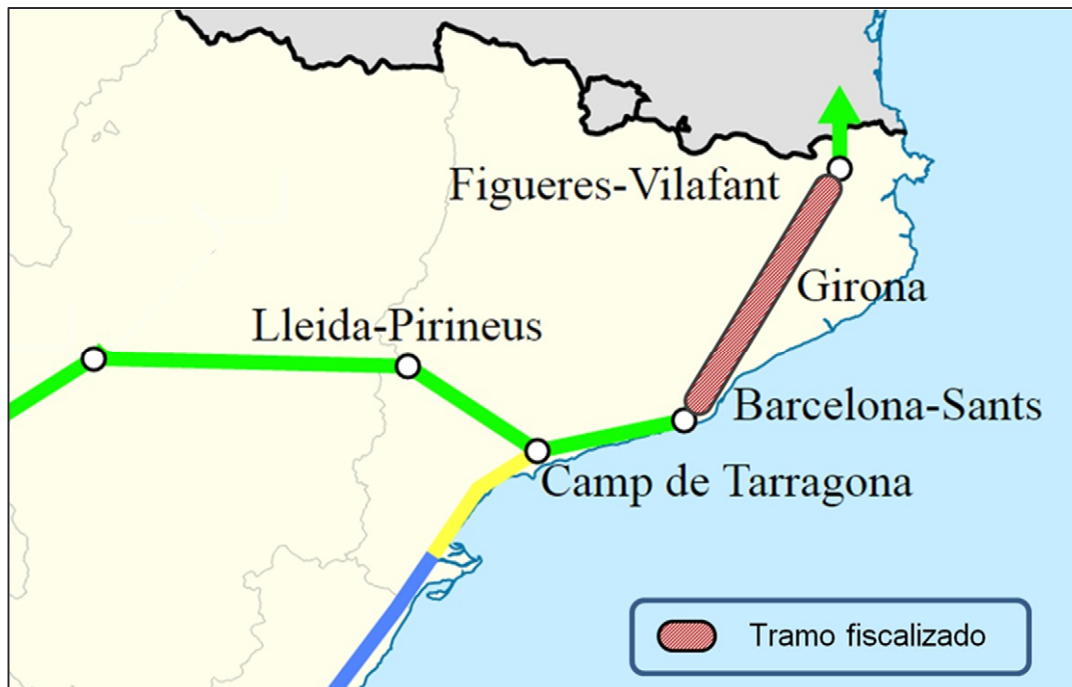 Figueres-Vilafant
Girona
Lleida-Pirineus
Barcelona-Sants
Camp de Tarragona
Tramo fiscalizado